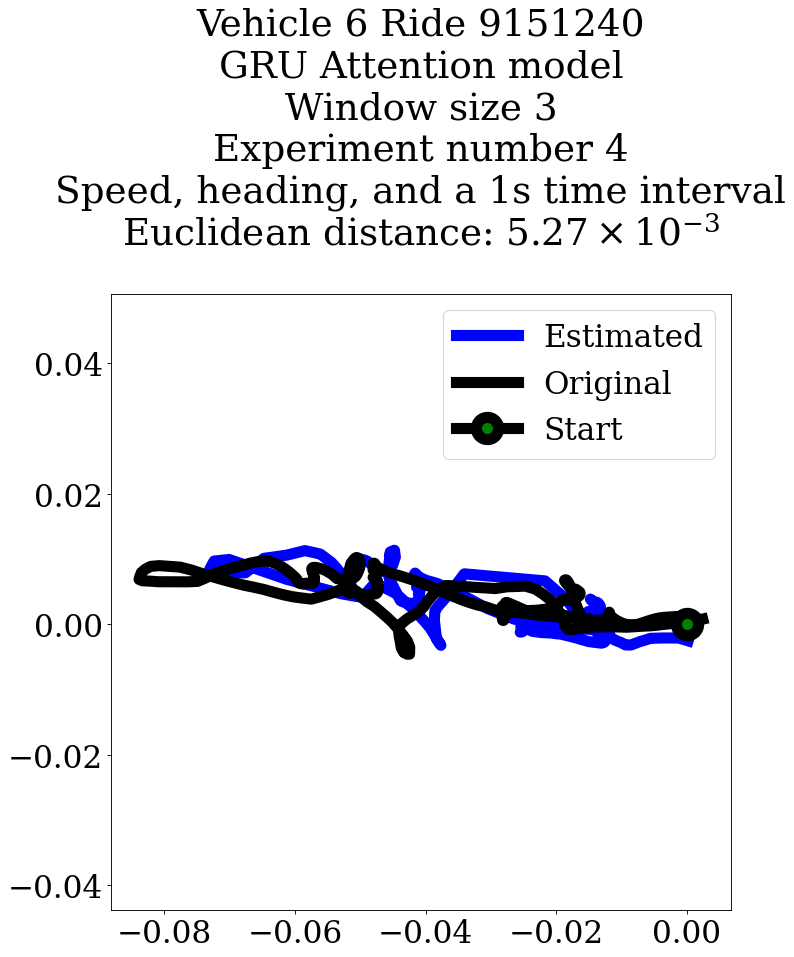 Vehicle 6 Ride 9151240
GRU Attention model
Window size 3
Experiment number 4
Speed, heading, and a 1s time interval
Euclidean distance: 5.27 × 10⁻³
Estimated
Original
Start
0.04
0.02
0.00
−0.02
−0.04
−0.08 −0.06 −0.04 −0.02 0.00